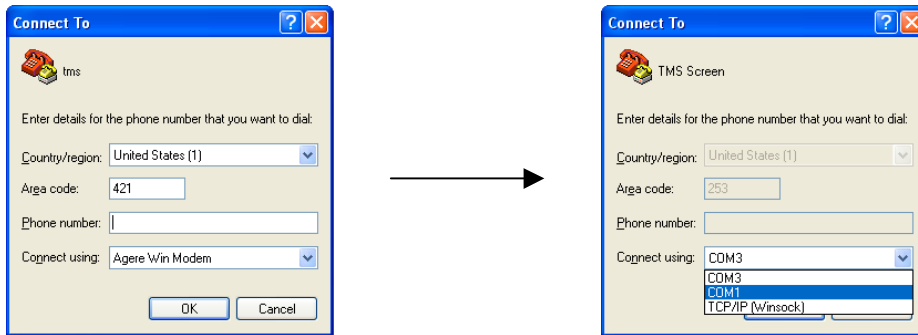 Connect To
tms
Enter details for the phone number that you want to dial:
Country/region: United States (1)
Area code: 421
Phone number:
Connect using: Agere Win Modem
OK Cancel
Connect To
TMS Screen
Enter details for the phone number that you want to dial:
Country/region: United States (1)
Area code: 253
Phone number:
Connect using: COM3
COM3
COM1
TCP/IP (Winsock)